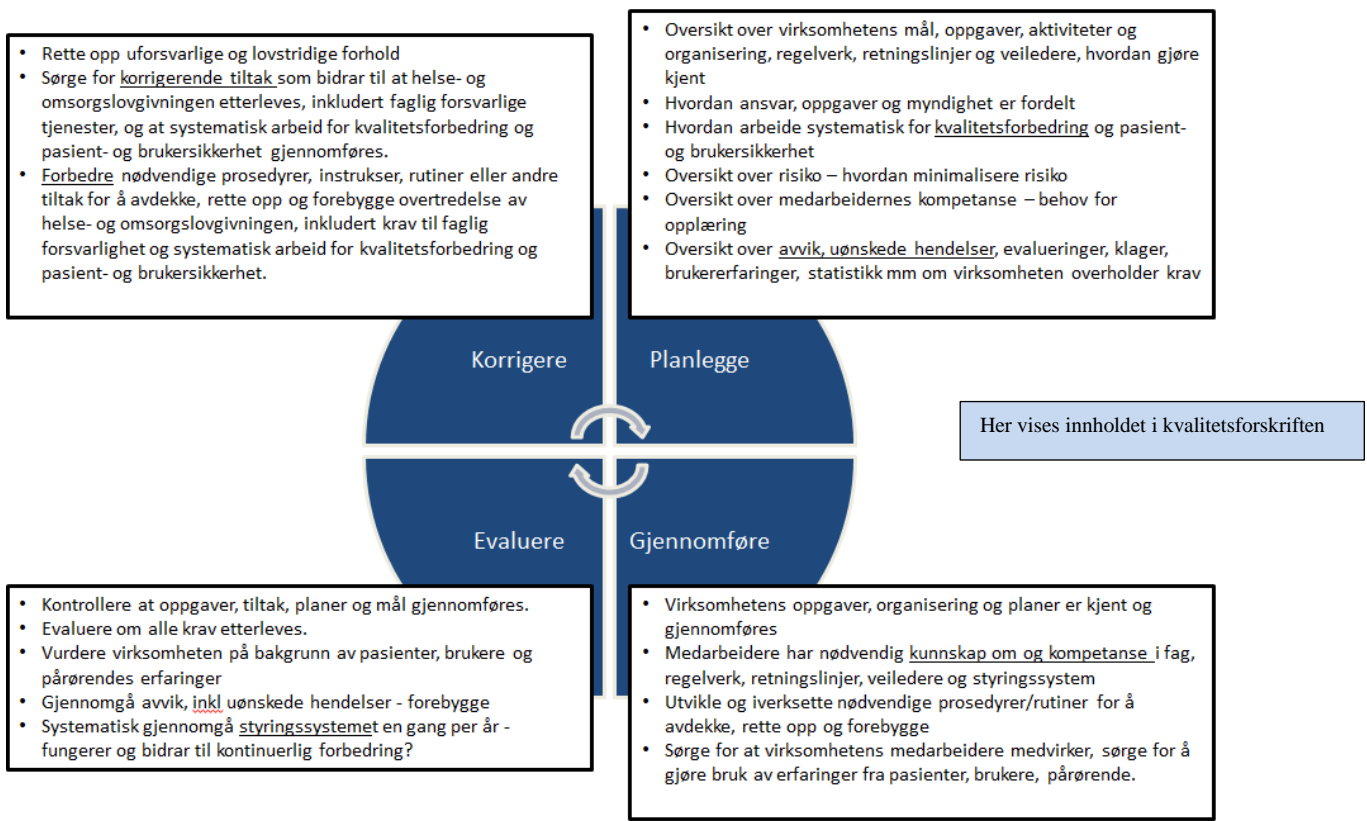 • Rette opp uforsvarlige og lovstridige forhold
• Sørge for korrigerende tiltak som bidrar til at helse- og
omsorgslovgivningen etterleves, inkludert faglig forsvarlige
tjenester, og at systematisk arbeid for kvalitetsforbedring og
pasient- og brukersikkerhet gjennomføres.
• Forbedre nødvendige prosedyrer, instrukser, rutiner eller andre
tiltak for å avdekke, rette opp og forebygge overtredelse av
helse- og omsorgslovgivningen, inkludert krav til faglig
forsvarlighet og systematisk arbeid for kvalitetsforbedring og
pasient- og brukersikkerhet.
• Oversikt over virksomhetens mål, oppgaver, aktiviteter og
organisering, regelverk, retningslinjer og veiledere, hvordan gjøre
kjent
• Hvordan ansvar, oppgaver og myndighet er fordelt
• Hvordan arbeide systematisk for kvalitetsforbedring og pasient-
og brukersikkerhet
• Oversikt over risiko – hvordan minimalisere risiko
• Oversikt over medarbeidernes kompetanse – behov for
opplæring
• Oversikt over avvik, uønskede hendelser, evalueringer, klager,
brukererfaringer, statistikk mm om virksomheten overholder krav
Korrigere
Planlegge
Her vises innholdet i kvalitetsforskriften
Evaluere
Gjennomføre
• Kontrollere at oppgaver, tiltak, planer og mål gjennomføres.
• Evaluere om alle krav etterleves.
• Vurdere virksomheten på bakgrunn av pasienter, brukere og
pårørendes erfaringer
• Gjennomgå avvik, inkl uønskede hendelser - forebygge
• Systematisk gjennomgå styringssystemet en gang per år -
fungerer og bidrar til kontinuerlig forbedring?
• Virksomhetens oppgaver, organisering og planer er kjent og
gjennomføres
• Medarbeidere har nødvendig kunnskap om og kompetanse i fag,
regelverk, retningslinjer, veiledere og styringssystem
• Utvikle og iverksette nødvendige prosedyrer/rutiner for å
avdekke, rette opp og forebygge
• Sørge for at virksomhetens medarbeidere medvirker, sørge for å
gjøre bruk av erfaringer fra pasienter, brukere, pårørende.